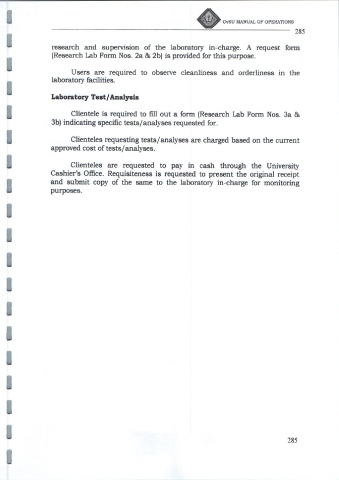 DebSU MANUAL OF OPERATIONS
285
research and supervision of the laboratory in-charge. A request form
(Research Lab Form Nos. 2a & 2b) is provided for this purpose.
Users are required to observe cleanliness and orderliness in the
laboratory facilities.
Laboratory Test/Analysis
Clientele is required to fill out a form (Research Lab Form Nos. 3a &
3b) indicating specific tests/analyses requested for.
Clienteles requesting tests/analyses are charged based on the current
approved cost of tests/analyses.
Clienteles are requested to pay in cash through the University
Cashier's Office. Requisiteness is requested to present the original receipt
and submit copy of the same to the laboratory in-charge for monitoring
purposes.
285